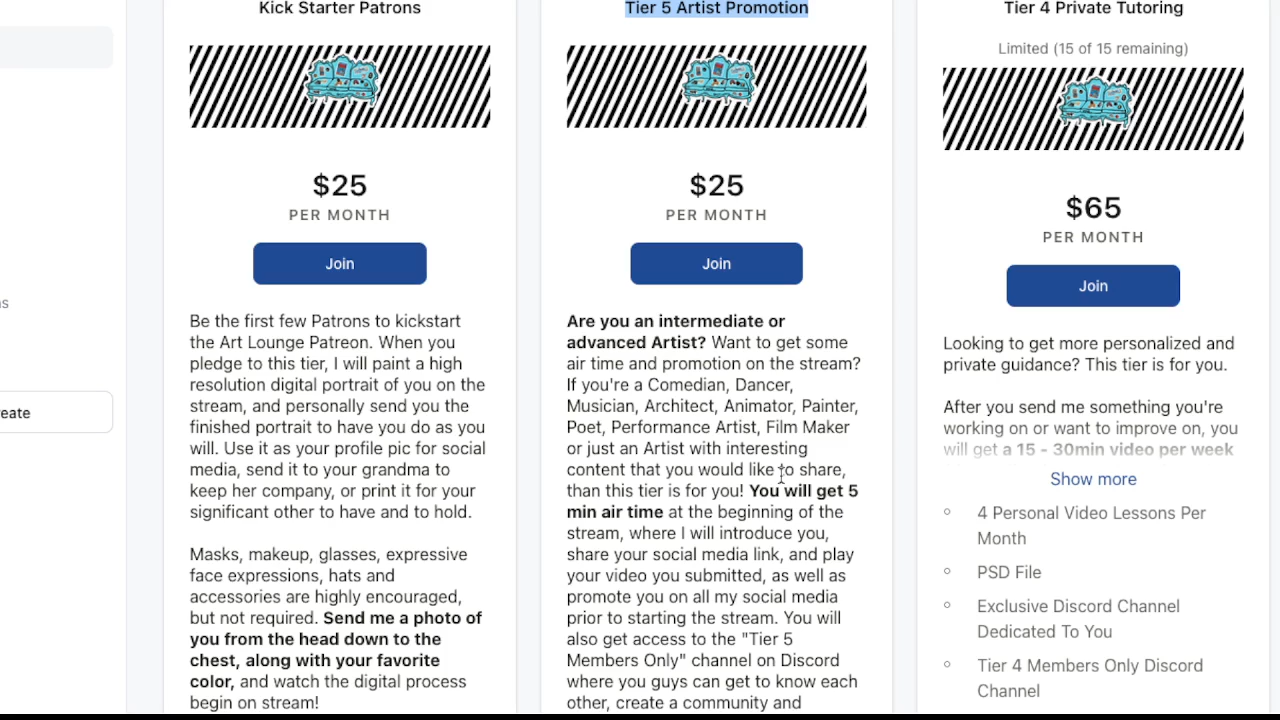 ns
reate
Kick Starter Patrons
$25
PER MONTH
Join
Be the first few Patrons to kickstart
the Art Lounge Patreon. When you
pledge to this tier, I will paint a high
resolution digital portrait of you on the
stream, and personally send you the
finished portrait to have you do as you
will. Use it as your profile pic for social
media, send it to your grandma to
keep her company, or print it for your
significant other to have and to hold.
Masks, makeup, glasses, expressive
face expressions, hats and
accessories are highly encouraged,
but not required. Send me a photo of
you from the head down to the
chest, along with your favorite
color, and watch the digital process
begin on stream!
Tier 5 Artist Promotion
$25
PER MONTH
Join
Are you an intermediate or
advanced Artist? Want to get some
air time and promotion on the stream?
If you're a Comedian, Dancer,
Musician, Architect, Animator, Painter,
Poet, Performance Artist, Film Maker
or just an Artist with interesting
content that you would like to share,
than this tier is for you! You will get 5
min air time at the beginning of the
stream, where I will introduce you,
share your social media link, and play
your video you submitted, as well as
promote you on all my social media
prior to starting the stream. You will
also get access to the "Tier 5
Members Only" channel on Discord
where you guys can get to know each
other, create a community and
Tier 4 Private Tutoring
Limited (15 of 15 remaining)
$65
PER MONTH
Join
Looking to get more personalized and
private guidance? This tier is for you.
After you send me something you're
working on or want to improve on, you
will get a 15 - 30min video per week
Show more
4 Personal Video Lessons Per
Month
PSD File
Exclusive Discord Channel
Dedicated To You
Tier 4 Members Only Discord
Channel